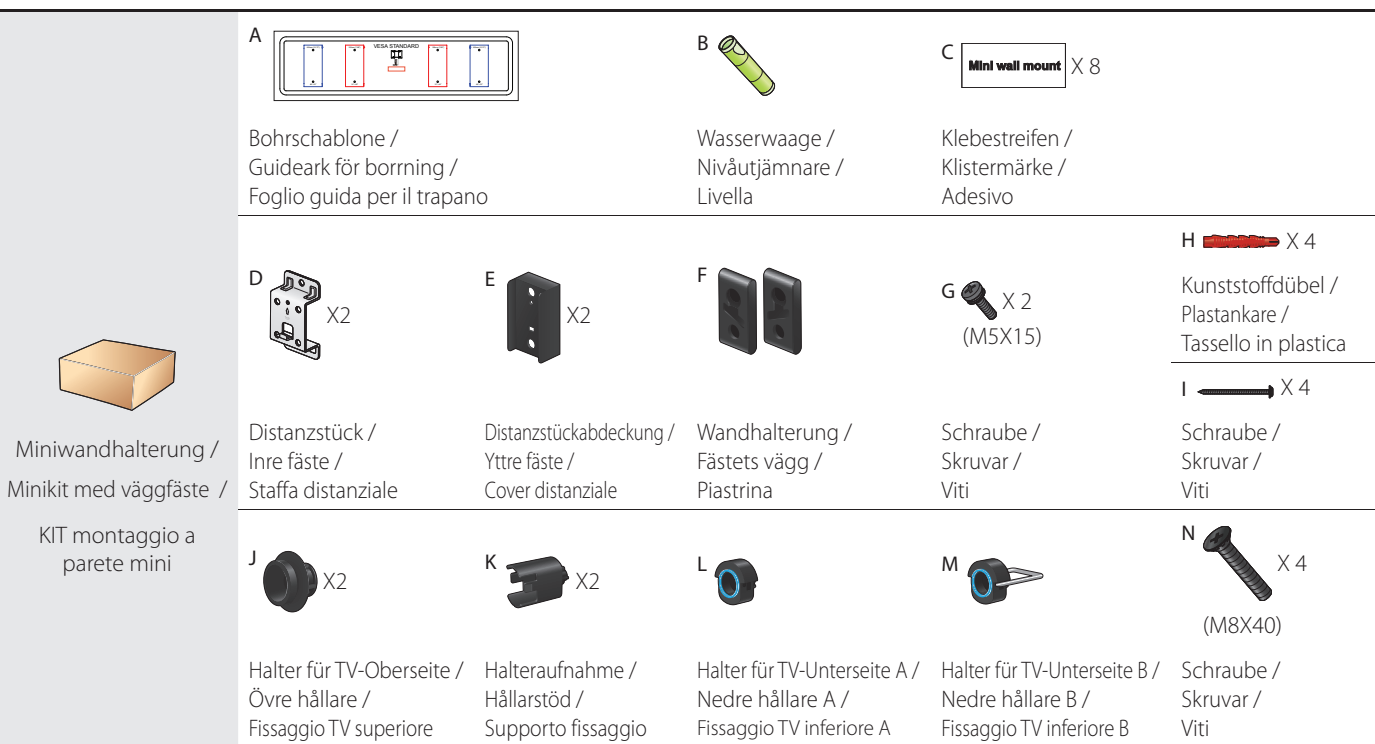 Miniwandhalterung /
Minikit med väggfäste /
KIT montaggio a
parete mini
A
VESA STANDARD
Bohrschablone /
Guideark för borrning /
Foglio guida per il trapano
B
Wasserwaage /
Nivåutjämnare /
Livella
C
Mini wall mount
X 8
Klebestreifen /
Klistermärke /
Adesivo
D
X2
Distanzstück /
Inre fäste /
Staffa distanziale
E
X2
Distanzstückabdeckung /
Yttre fäste /
Cover distanziale
F
Wandhalterung /
Fästets vägg /
Piastrina
G
X 2
(M5X15)
Schraube /
Skruvar /
Viti
H
X 4
Kunststoffdübel /
Plastankare /
Tassello in plastica
I
X 4
Schraube /
Skruvar /
Viti
J
X2
Halter für TV-Oberseite /
Övre hållare /
Fissaggio TV superiore
K
X2
Halteraufnahme /
Hållarstöd /
Supporto fissaggio
L
Halter für TV-Unterseite A /
Nedre hållare A /
Fissaggio TV inferiore A
M
Halter für TV-Unterseite B /
Nedre hållare B /
Fissaggio TV inferiore B
N
X 4
(M8X40)
Schraube /
Skruvar /
Viti